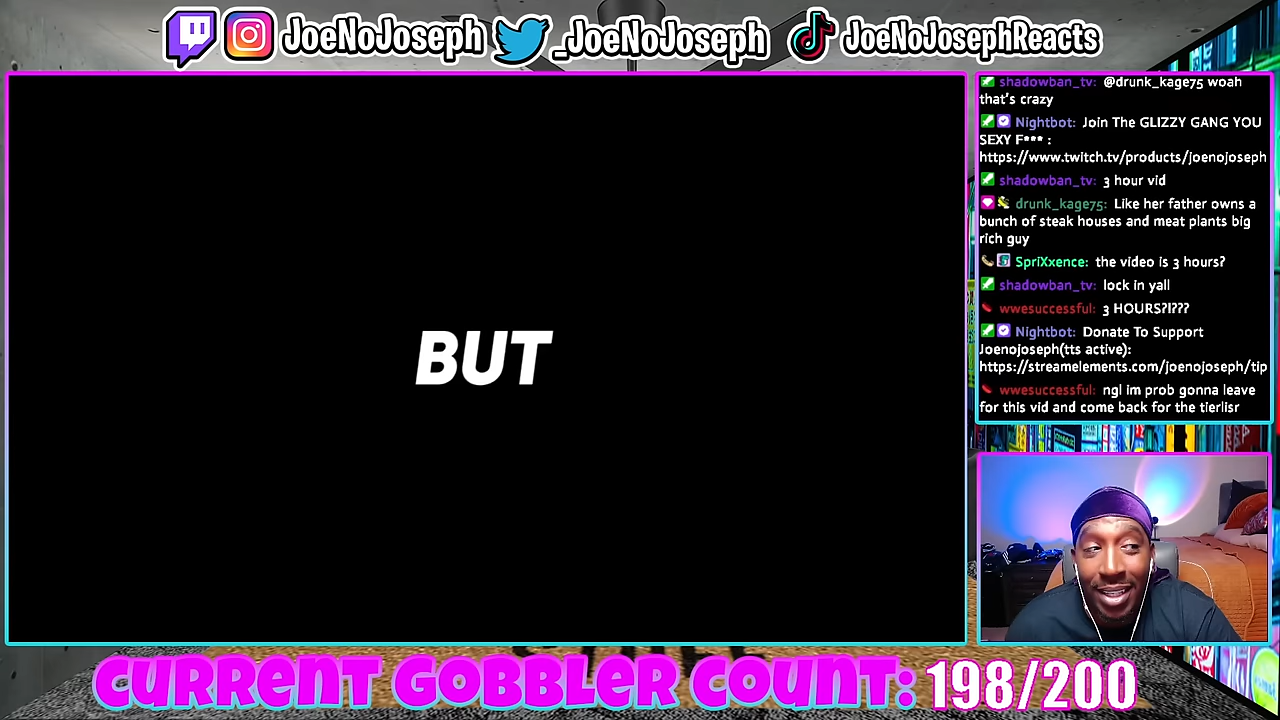 JoeNoJoseph _JoeNoJoseph JoeNoJosephReacts
BUT
shadowban_tv: @drunk_kage75 woah
that's crazy
Nightbot: Join The GLIZZY GANG YOU
SEXY F*** :
https://www.twitch.tv/products/joenojoseph
shadowban_tv: 3 hour vid
drunk_kage75: Like her father owns a
bunch of steak houses and meat plants big
rich guy
SpriXxence: the video is 3 hours?
shadowban_tv: lock in yall
wwesuccessful: 3 HOURS?!???
Nightbot: Donate To Support
Joenojoseph(tts active):
https://streamelements.com/joenojoseph/tip
wwesuccessful: ngl im prob gonna leave
for this vid and come back for the tierlisr
CURRENT GOBBLER COUNT: 198/200